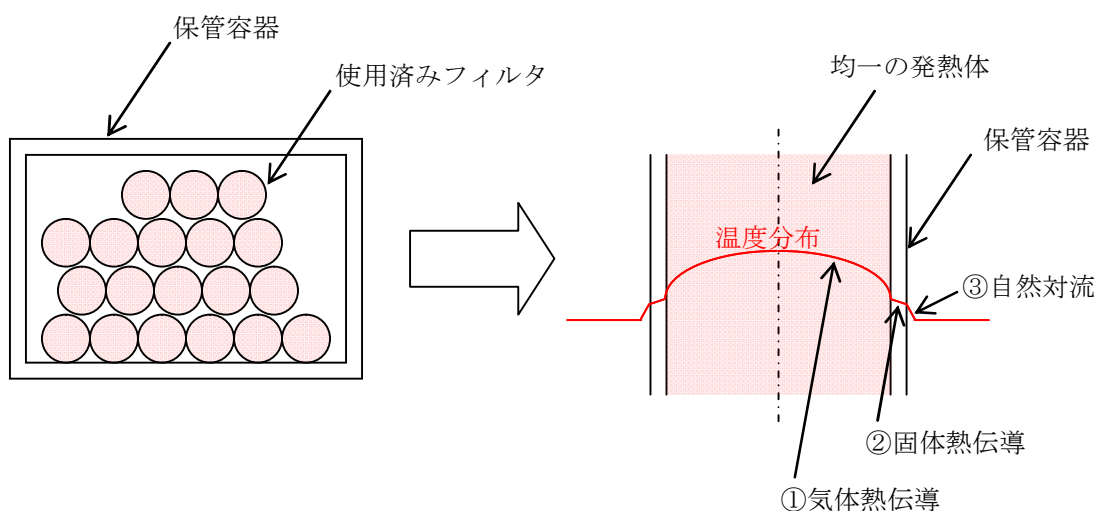 保管容器
使用済みフィルタ
均一の発熱体
保管容器
温度分布
③自然対流
②固体熱伝導
①気体熱伝導